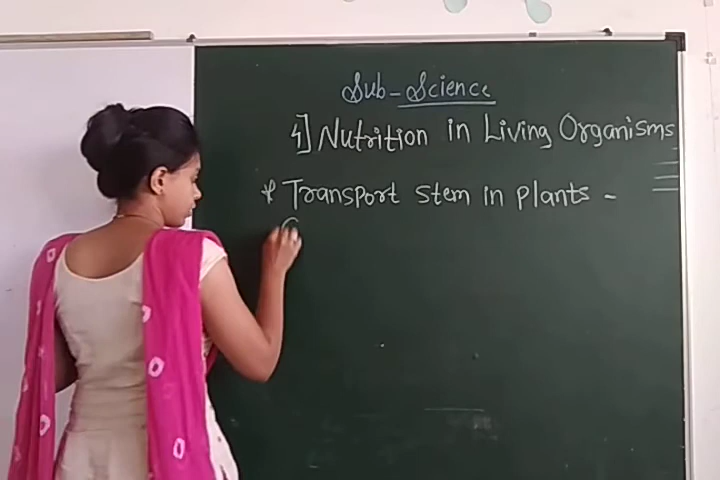 Sub-Science
4] Nutrition in Living Organisms
* Transport stem in plants -